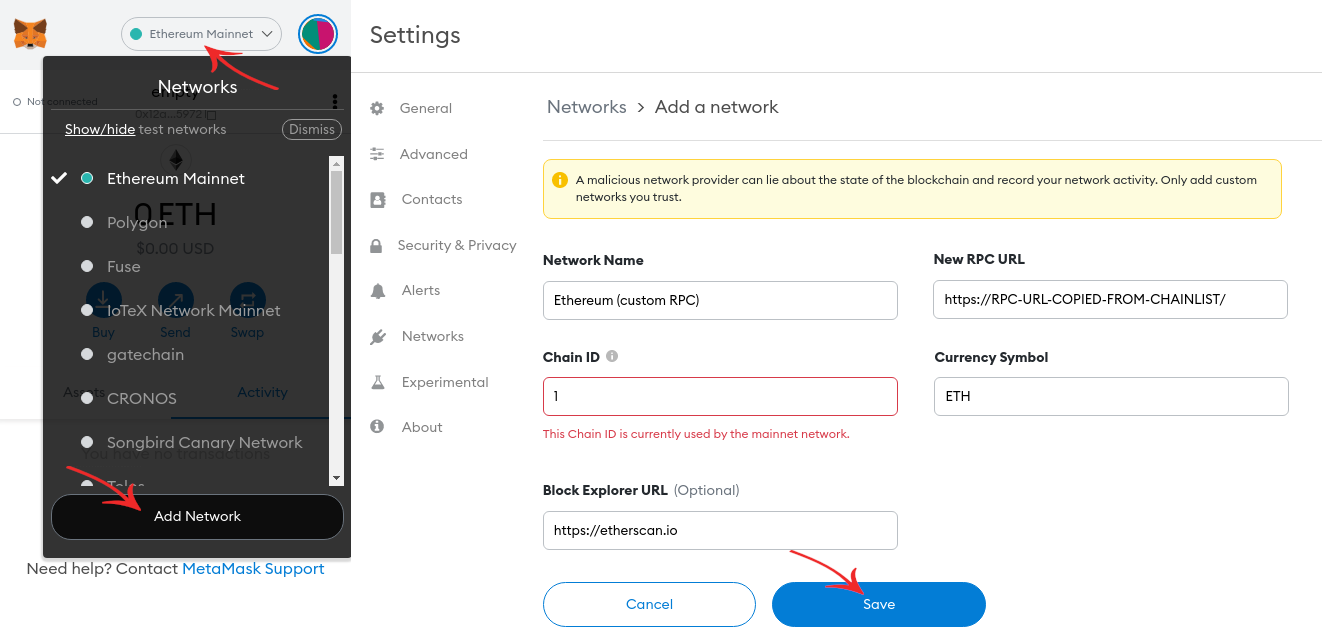 Ethereum Mainnet
Networks
empty
Not connected
Show/hide test networks
Dismiss
Ethereum Mainnet
0 ETH
Polygon
$0.00 USD
Fuse
IoTeX Network Mainnet
Buy
Send
Swap
gatechain
Assets
Activity
CRONOS
Songbird Canary Network
You have no transactions
Telos
Add Network
Need help? Contact MetaMask Support
Settings
General
Advanced
Contacts
Security & Privacy
Alerts
Networks
Experimental
About
Networks > Add a network
A malicious network provider can lie about the state of the blockchain and record your network activity. Only add custom
networks you trust.
Network Name
Ethereum (custom RPC)
New RPC URL
https://RPC-URL-COPIED-FROM-CHAINLIST/
Chain ID
1
This Chain ID is currently used by the mainnet network.
Currency Symbol
ETH
Block Explorer URL (Optional)
https://etherscan.io
Cancel
Save